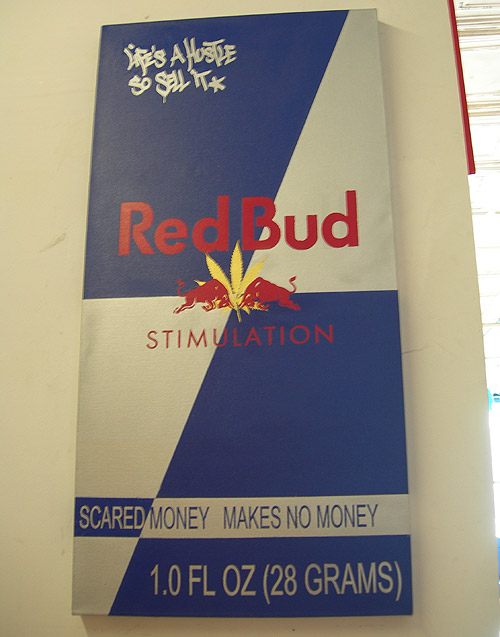 LIFE'S A HUSTLE
SO SELL IT
Red Bud
STIMULATION
SCARED MONEY MAKES NO MONEY
1.0 FL OZ (28 GRAMS)